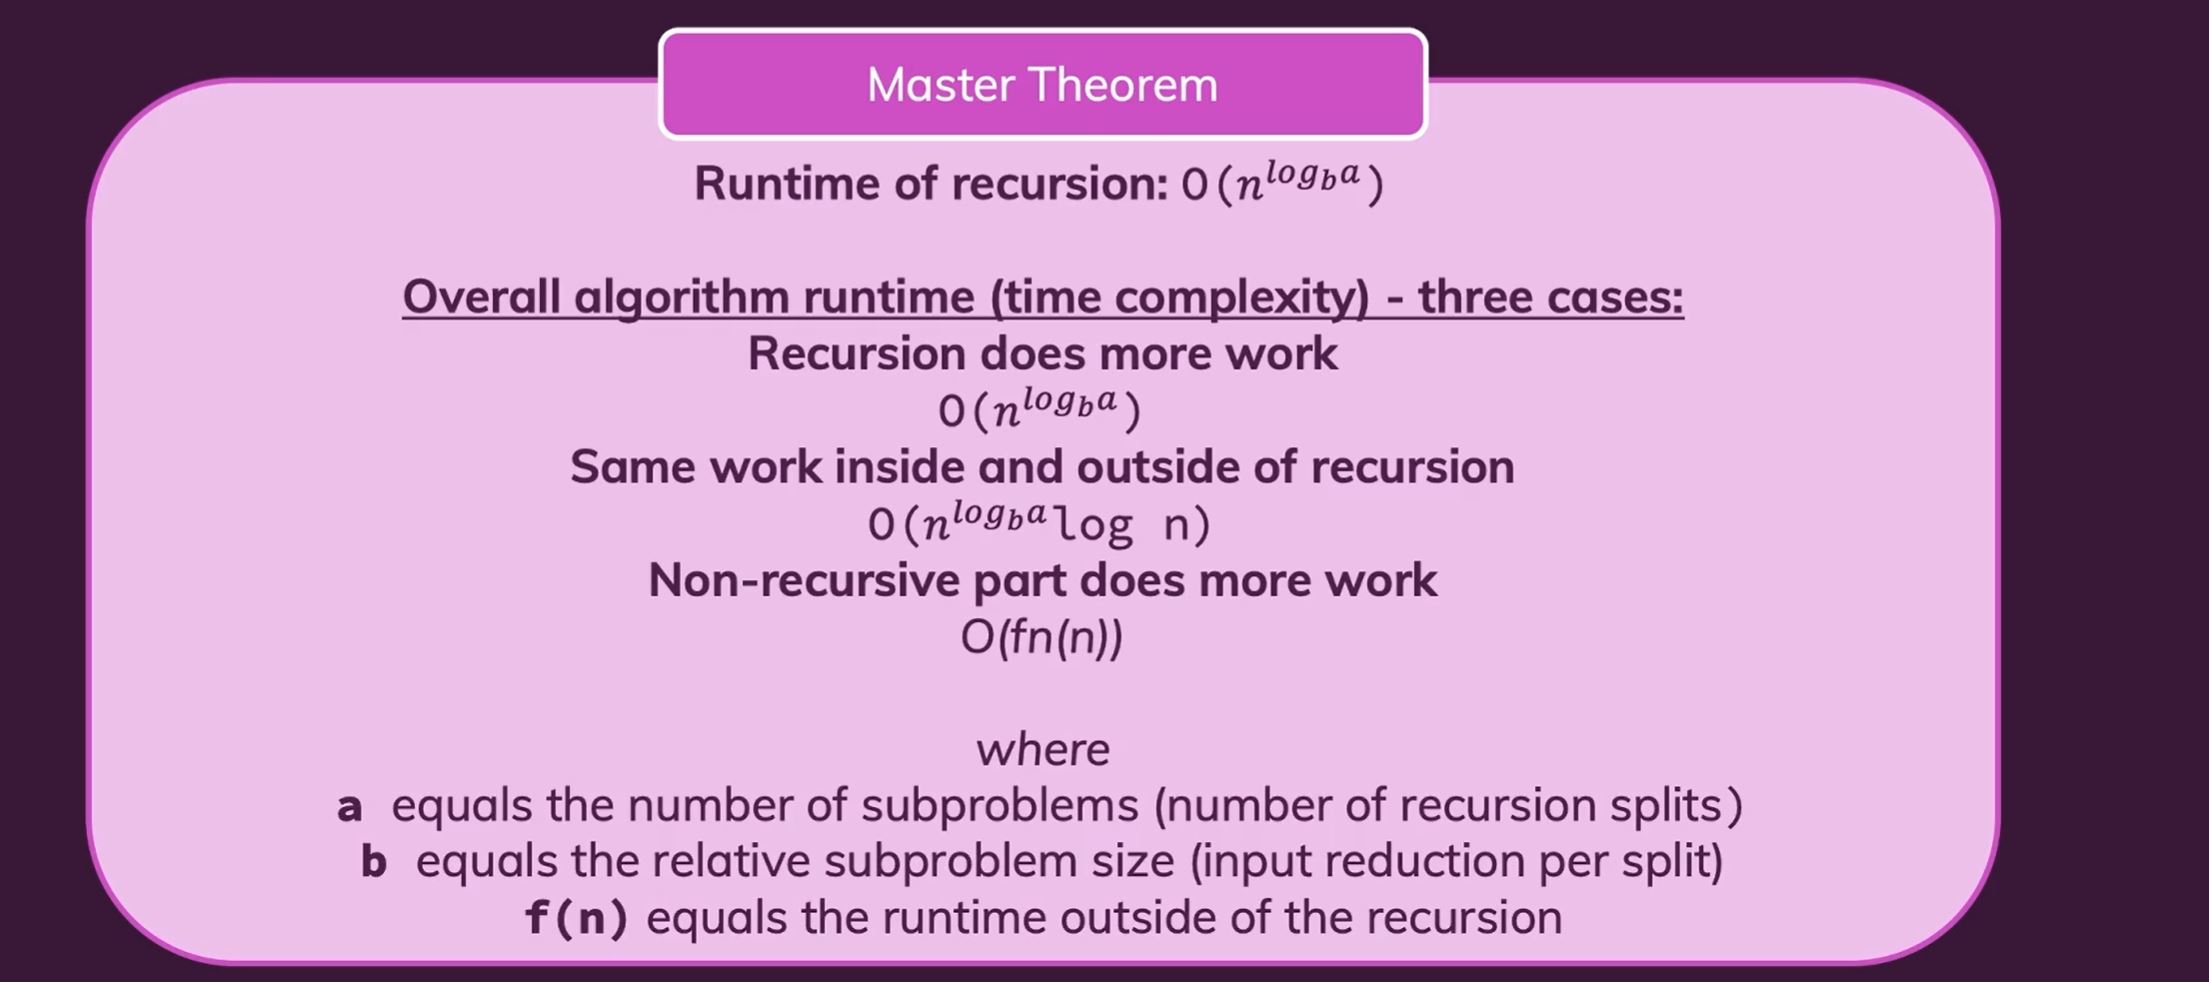 Master Theorem
Runtime of recursion: O(n^{log_b a})
Overall algorithm runtime (time complexity) - three cases:
Recursion does more work
O(n^{log_b a})
Same work inside and outside of recursion
O(n^{log_b a} log n)
Non-recursive part does more work
O(fn(n))
where
a equals the number of subproblems (number of recursion splits)
b equals the relative subproblem size (input reduction per split)
f(n) equals the runtime outside of the recursion